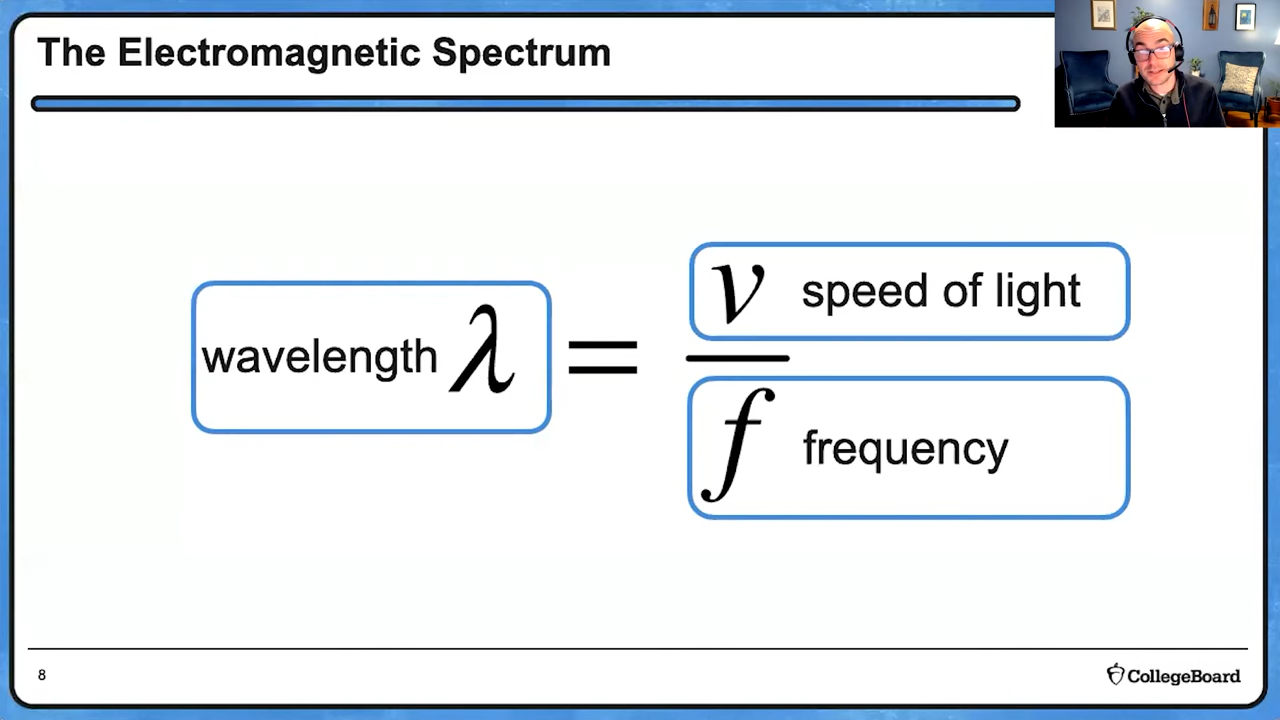 The Electromagnetic Spectrum
wavelength λ = v speed of light
f frequency
8
CollegeBoard